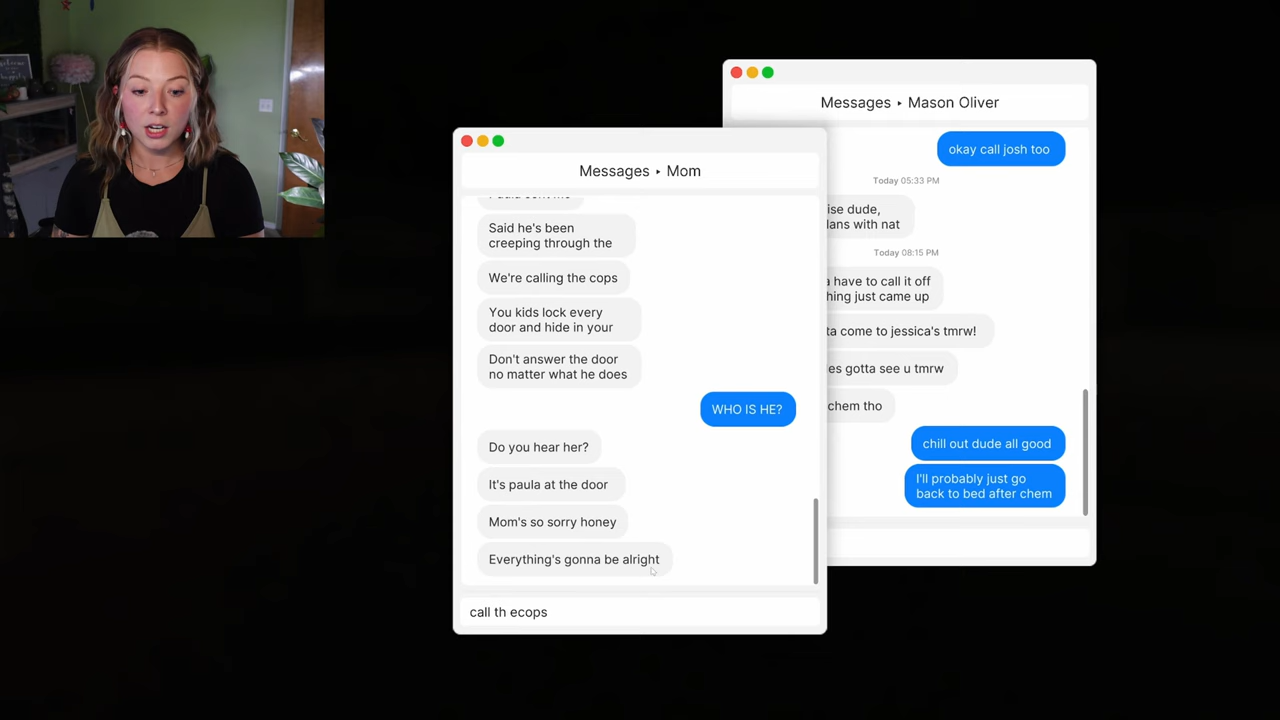 Messages ▸ Mom
Said he's been
creeping through the
We're calling the cops
You kids lock every
door and hide in your
Don't answer the door
no matter what he does
WHO IS HE?
Do you hear her?
It's paula at the door
Mom's so sorry honey
Everything's gonna be alright
call th ecops
Messages ▸ Mason Oliver
okay call josh too
Today 05:33 PM
ise dude,
lans with nat
Today 08:15 PM
a have to call it off
hing just came up
ta come to jessica's tmrw!
es gotta see u tmrw
chem tho
chill out dude all good
I'll probably just go
back to bed after chem